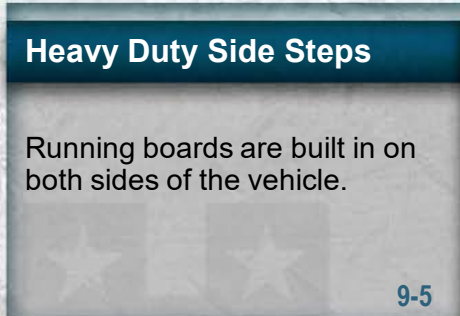 Heavy Duty Side Steps
Running boards are built in on
both sides of the vehicle.
9-5